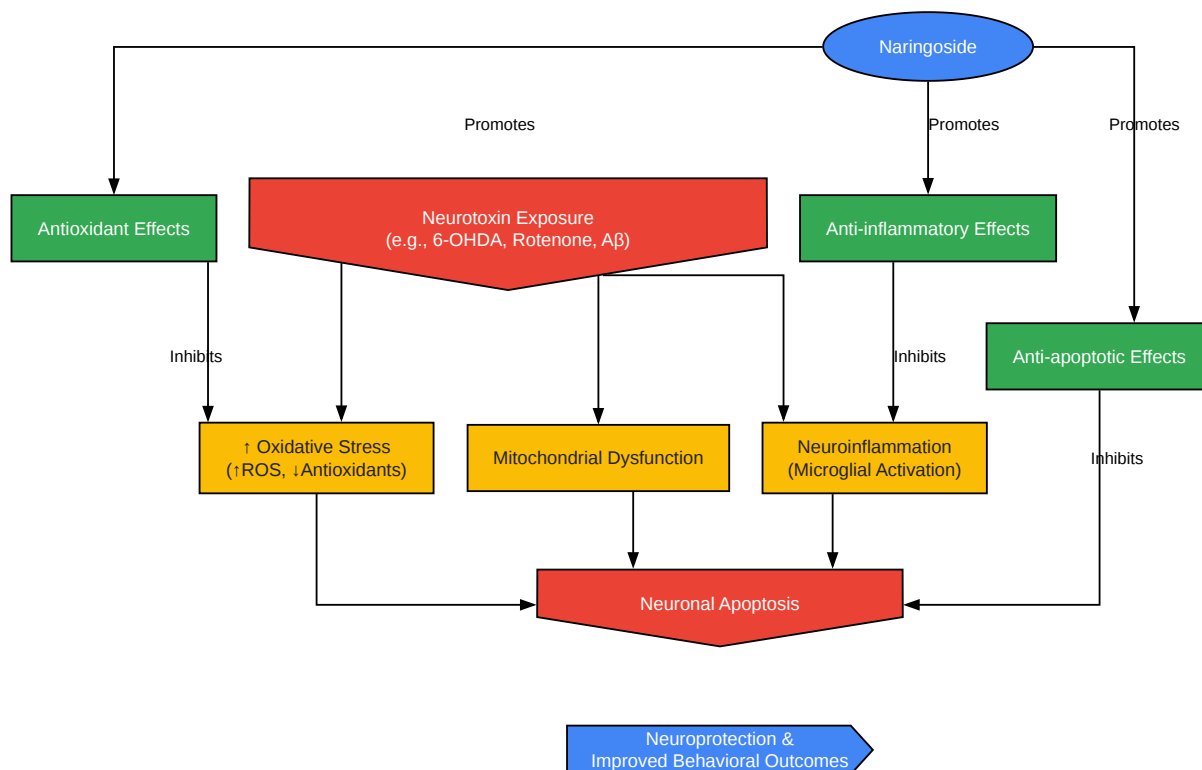 Naringoside
Promotes
Promotes
Promotes
Antioxidant Effects
Neurotoxin Exposure
(e.g., 6-OHDA, Rotenone, Aβ)
Anti-inflammatory Effects
Inhibits
Inhibits
Anti-apoptotic Effects
↑ Oxidative Stress
(↑ROS, ↓Antioxidants)
Mitochondrial Dysfunction
Neuroinflammation
(Microglial Activation)
Inhibits
Neuronal Apoptosis
Neuroprotection &
Improved Behavioral Outcomes